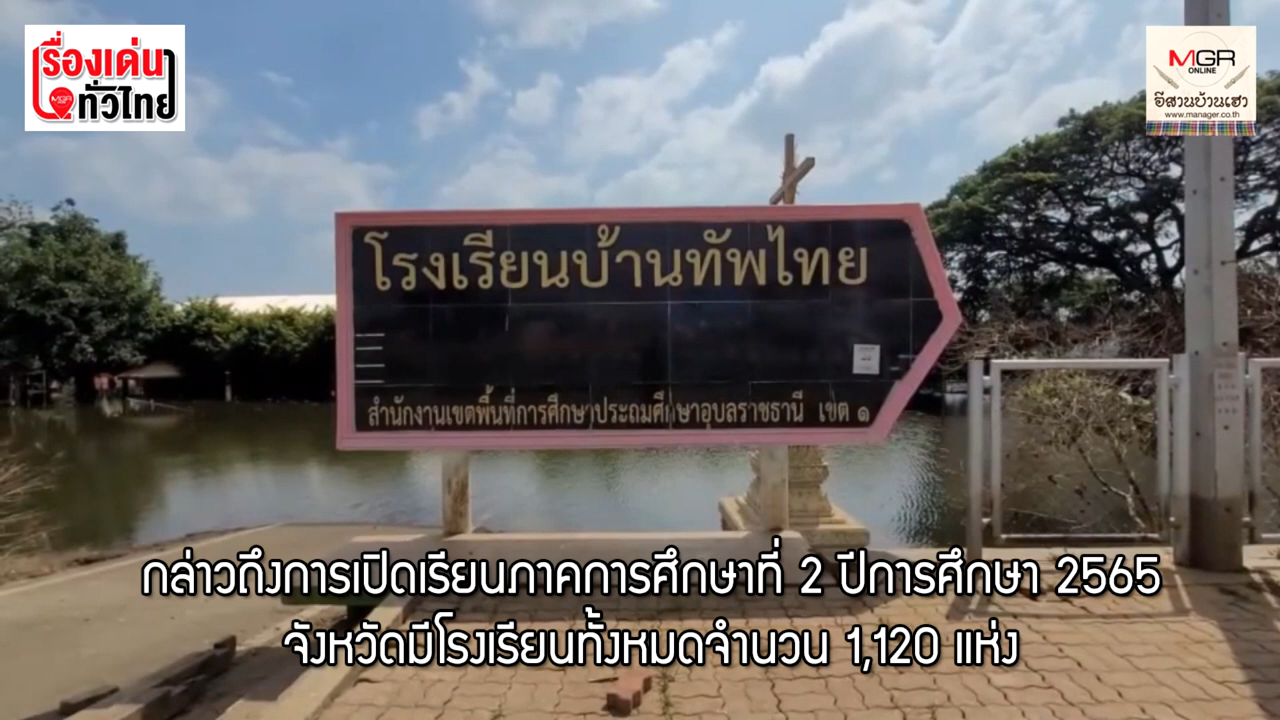 เรื่องเด่น
MGR
ทั่วไทย
MGR
ONLINE
อีสานบ้านเฮา
www.manager.co.th
โรงเรียนบ้านทัพไทย
สำนักงานเขตพื้นที่การศึกษาประถมศึกษาอุบลราชธานี เขต ๑
กล่าวถึงการเปิดเรียนภาคการศึกษาที่ 2 ปีการศึกษา 2565
จังหวัดมีโรงเรียนทั้งหมดจำนวน 1,120 แห่ง